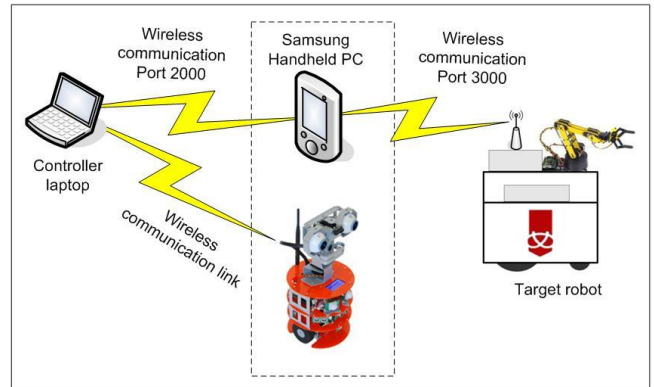 Wireless
communication
Port 2000
Samsung
Handheld PC
Wireless
communication
Port 3000
Controller
laptop
Wireless
communication link
Target robot